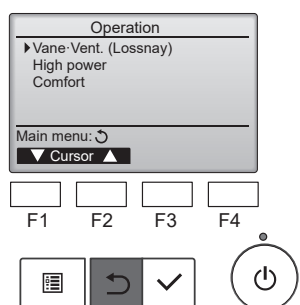 Operation
Vane·Vent. (Lossnay)
High power
Comfort
Main menu:
Cursor
F1 F2 F3 F4